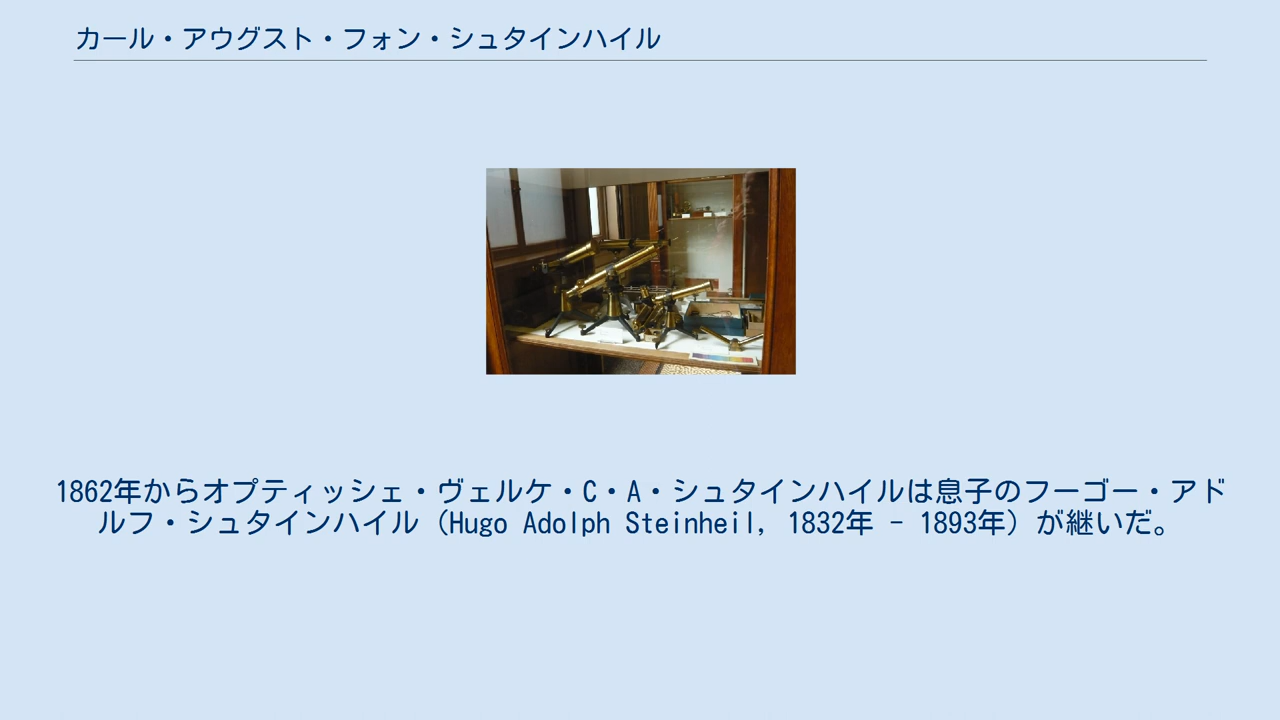 カール・アウグスト・フォン・シュタインハイル
1862年からオプティッシェ・ヴェルケ・C・A・シュタインハイルは息子のフーゴー・アド
ルフ・シュタインハイル（Hugo Adolph Steinheil, 1832年 - 1893年）が継いだ。